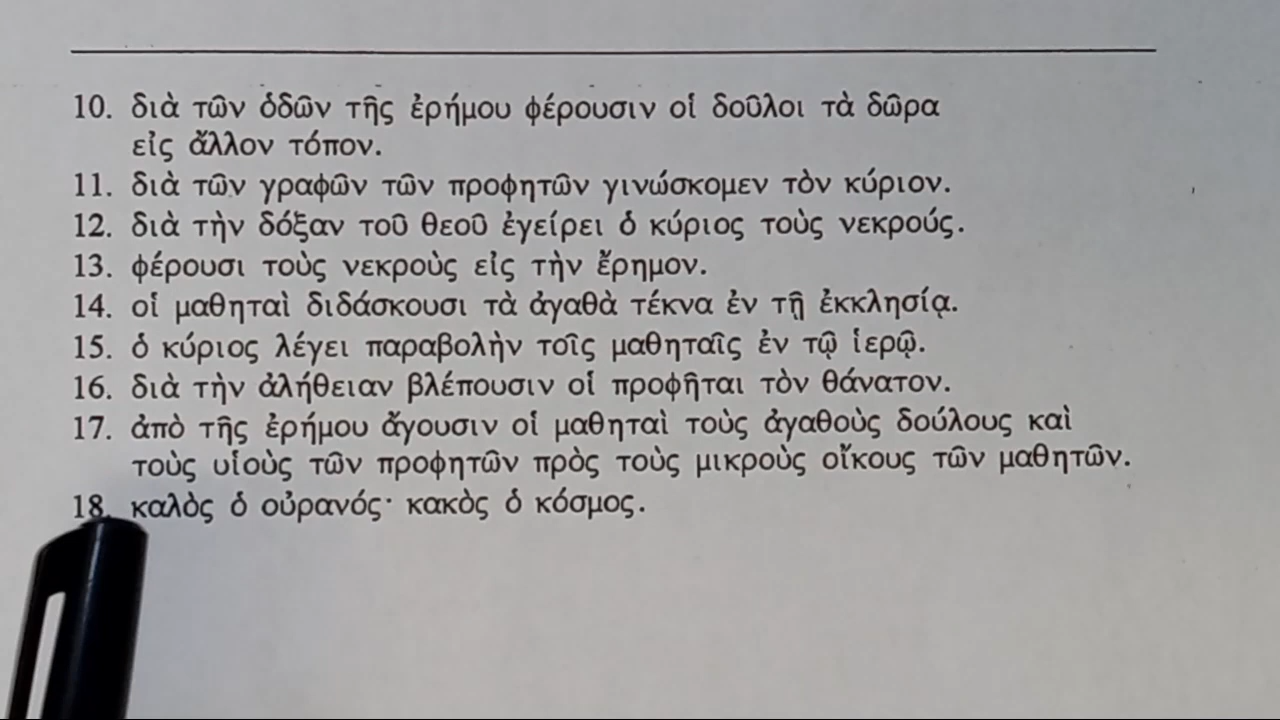 10. διὰ τῶν ὁδῶν τῆς ἐρήμου φέρουσιν οἱ δοῦλοι τὰ δῶρα
εἰς ἄλλον τόπον.
11. διὰ τῶν γραφῶν τῶν προφητῶν γινώσκομεν τὸν κύριον.
12. διὰ τὴν δόξαν τοῦ θεοῦ ἐγείρει ὁ κύριος τοὺς νεκρούς.
13. φέρουσι τοὺς νεκροὺς εἰς τὴν ἔρημον.
14. οἱ μαθηταὶ διδάσκουσι τὰ ἀγαθὰ τέκνα ἐν τῇ ἐκκλησίᾳ.
15. ὁ κύριος λέγει παραβολὴν τοῖς μαθηταῖς ἐν τῷ ἱερῷ.
16. διὰ τὴν ἀλήθειαν βλέπουσιν οἱ προφῆται τὸν θάνατον.
17. ἀπὸ τῆς ἐρήμου ἄγουσιν οἱ μαθηταὶ τοὺς ἀγαθοὺς δούλους καὶ
τοὺς υἱοὺς τῶν προφητῶν πρὸς τοὺς μικροὺς οἴκους τῶν μαθητῶν.
18. καλὸς ὁ οὐρανός· κακὸς ὁ κόσμος.